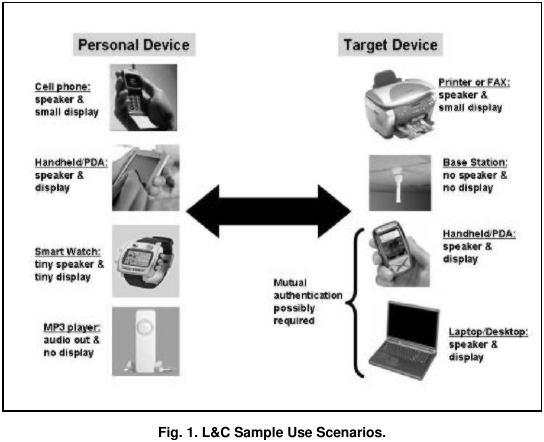 Personal Device
Target Device
Cell phone:
speaker &
small display
Printer or FAX:
speaker &
small display
Handheld/PDA:
speaker &
display
Base Station:
no speaker &
no display
Smart Watch:
tiny speaker &
tiny display
Handheld/PDA:
speaker &
display
Mutual
authentication
possibly
required
MP3 player:
audio out &
no display
Laptop/Desktop:
speaker &
display
Fig. 1. L&C Sample Use Scenarios.